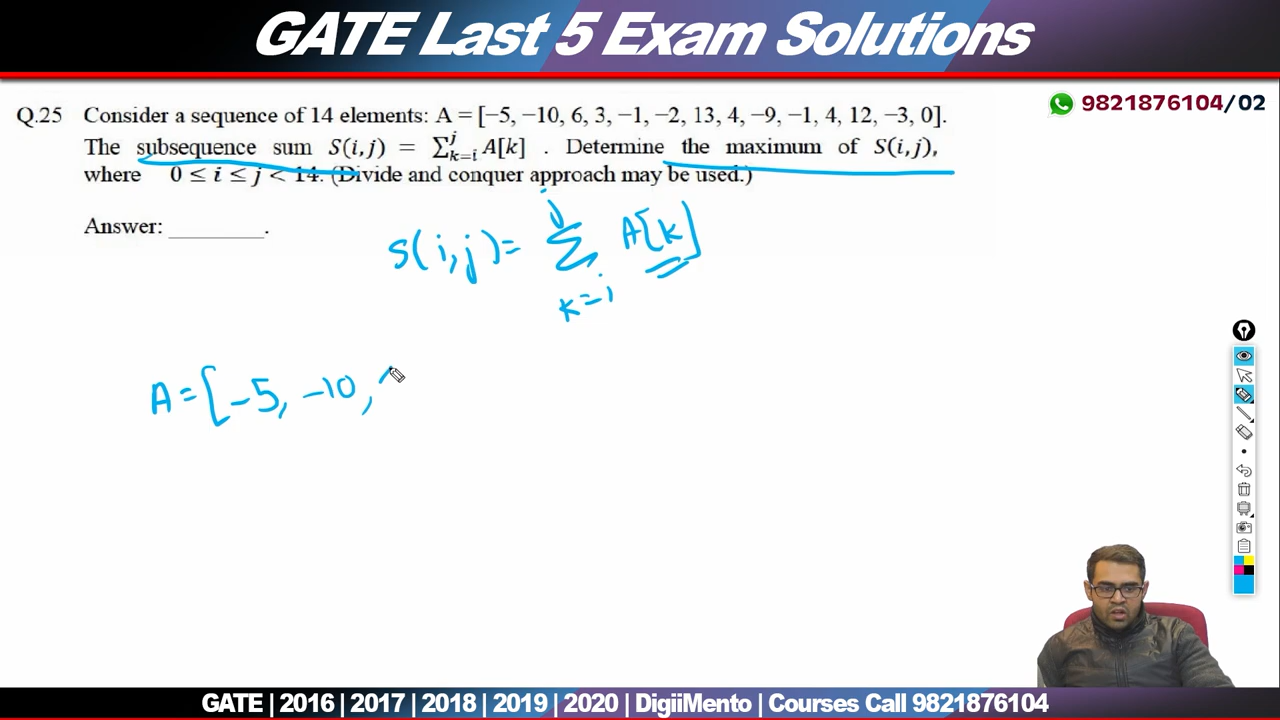 GATE Last 5 Exam Solutions
9821876104/02
Q.25 Consider a sequence of 14 elements: A = [−5, −10, 6, 3, −1, −2, 13, 4, −9, −1, 4, 12, −3, 0].
The subsequence sum S(i,j) = ∑_{k=i}^{j} A[k] . Determine the maximum of S(i,j),
where 0 ≤ i ≤ j < 14. (Divide and conquer approach may be used.)
Answer: ________.
S(i,j)= ∑_{k=i}^{j} A[k]
A=[-5, -10,
GATE | 2016 | 2017 | 2018 | 2019 | 2020 | DigiiMento | Courses Call 9821876104